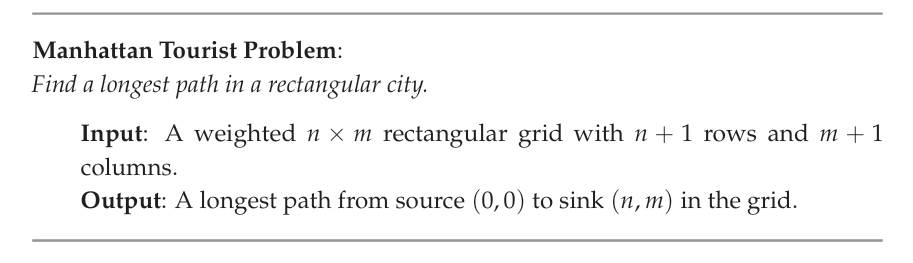 Manhattan Tourist Problem:
Find a longest path in a rectangular city.
Input: A weighted n × m rectangular grid with n + 1 rows and m + 1
columns.
Output: A longest path from source (0, 0) to sink (n, m) in the grid.